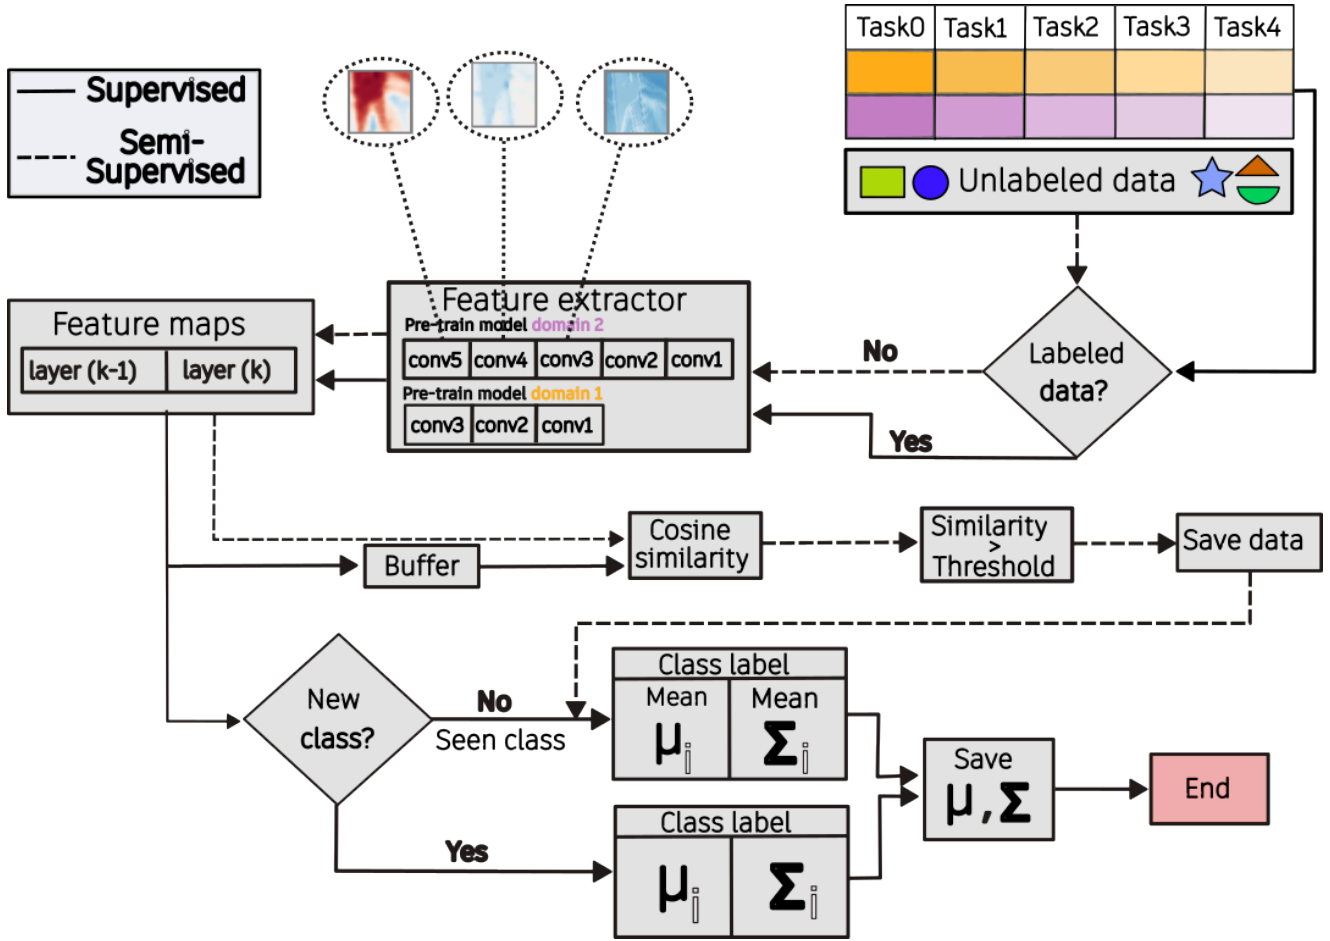 Task0 Task1 Task2 Task3 Task4
Supervised
Semi-
Supervised
Unlabeled data
Feature extractor
Pre-train model domain 2
conv5 conv4 conv3 conv2 conv1
Pre-train model domain 1
conv3 conv2 conv1
Feature maps
layer (k-1) layer (k)
Labeled
data?
No
Yes
Cosine
similarity
Buffer
Similarity
>
Threshold
Save data
New
class?
No
Seen class
Yes
Class label
Mean Mean
μi Σi
Class label
μi Σi
Save
μ,Σ
End